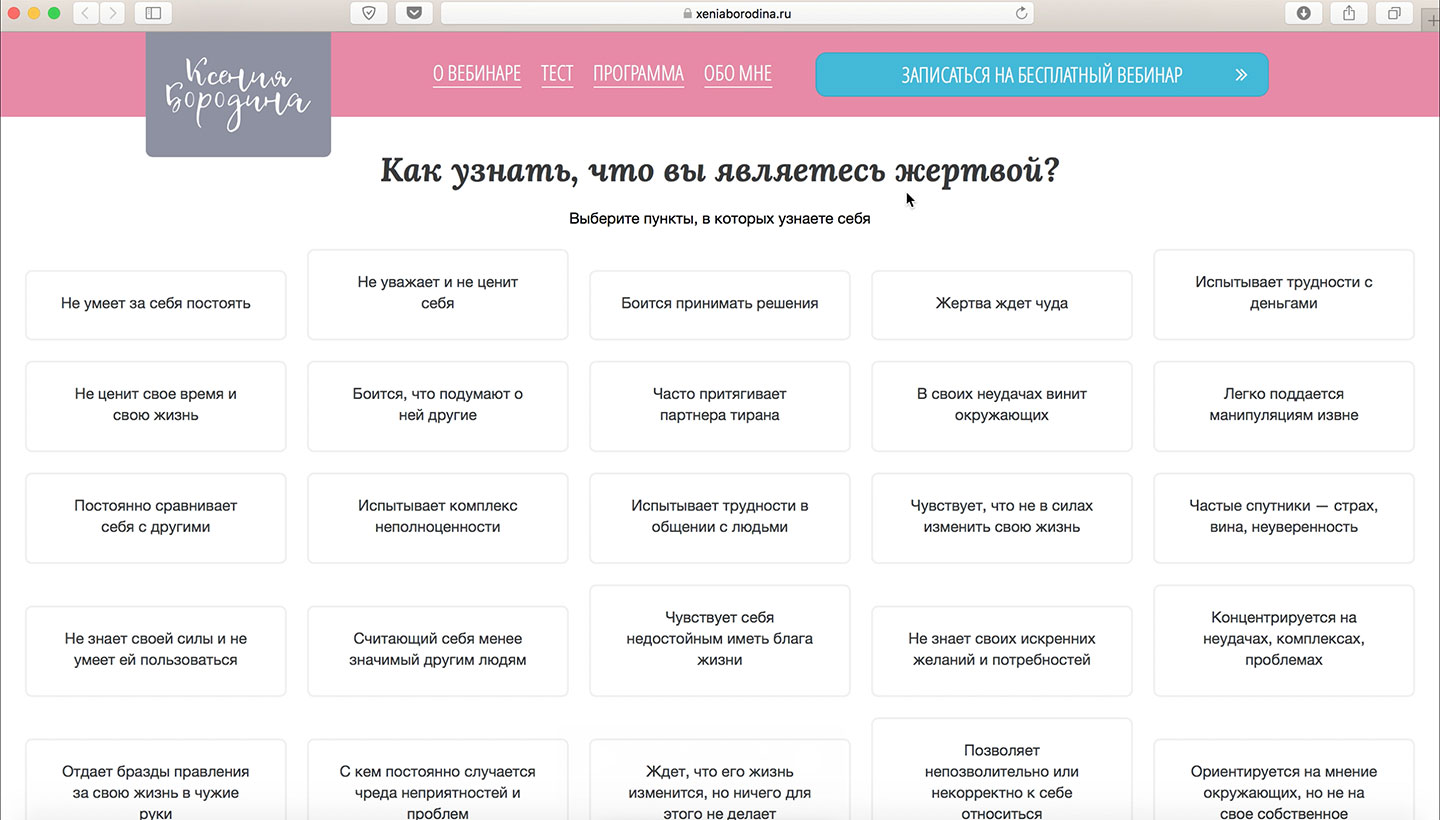 xeniaborodina.ru
Ксения
Бородина
О ВЕБИНАРЕ ТЕСТ ПРОГРАММА ОБО МНЕ
ЗАПИСАТЬСЯ НА БЕСПЛАТНЫЙ ВЕБИНАР »
Как узнать, что вы являетесь жертвой?
Выберите пункты, в которых узнаете себя
Не умеет за себя постоять
Не уважает и не ценит
себя
Боится принимать решения
Жертва ждет чуда
Испытывает трудности с
деньгами
Не ценит свое время и
свою жизнь
Боится, что подумают о
ней другие
Часто притягивает
партнера тирана
В своих неудачах винит
окружающих
Легко поддается
манипуляциям извне
Постоянно сравнивает
себя с другими
Испытывает комплекс
неполноценности
Испытывает трудности в
общении с людьми
Чувствует, что не в силах
изменить свою жизнь
Частые спутники — страх,
вина, неуверенность
Не знает своей силы и не
умеет ей пользоваться
Считающий себя менее
значимый другим людям
Чувствует себя
недостойным иметь блага
жизни
Не знает своих искренних
желаний и потребностей
Концентрируется на
неудачах, комплексах,
проблемах
Отдает бразды правления
за свою жизнь в чужие
руки
С кем постоянно случается
чреда неприятностей и
проблем
Ждет, что его жизнь
изменится, но ничего для
этого не делает
Позволяет
непозволительно или
некорректно к себе
относиться
Ориентируется на мнение
окружающих, но не на
свое собственное